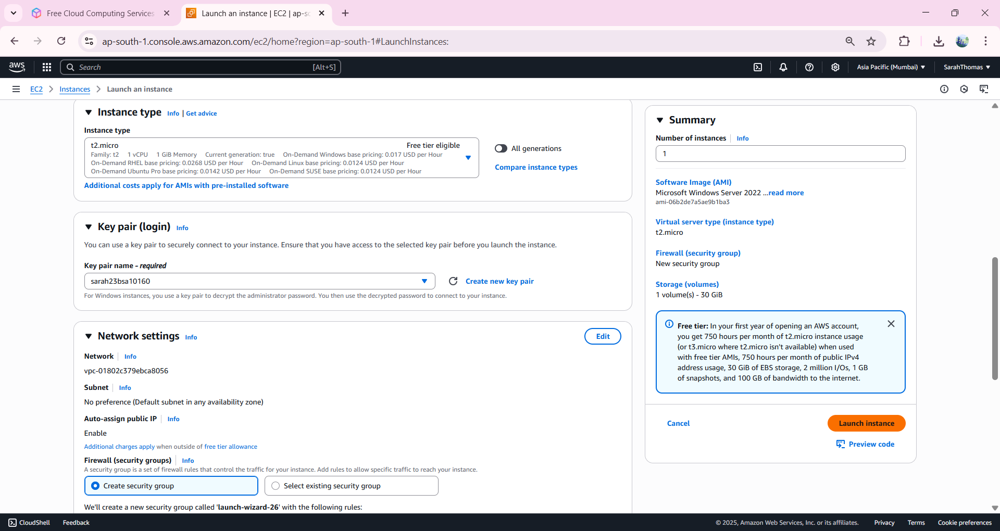 Free Cloud Computing Services
Launch an instance | EC2 | ap-sc
ap-south-1.console.aws.amazon.com/ec2/home?region=ap-south-1#LaunchInstances:
aws
Search
[Alt+S]
Asia Pacific (Mumbai)
SarahThomas
EC2
Instances
Launch an instance
Instance type Info | Get advice
Instance type
t2.micro
Free tier eligible
Family: t2 1 vCPU 1 GiB Memory Current generation: true On-Demand Windows base pricing: 0.017 USD per Hour
On-Demand RHEL base pricing: 0.0268 USD per Hour On-Demand Linux base pricing: 0.0124 USD per Hour
On-Demand Ubuntu Pro base pricing: 0.0142 USD per Hour On-Demand SUSE base pricing: 0.0124 USD per Hour
All generations
Compare instance types
Additional costs apply for AMIs with pre-installed software
Key pair (login) Info
You can use a key pair to securely connect to your instance. Ensure that you have access to the selected key pair before you launch the instance.
Key pair name - required
sarah23bsa10160
Create new key pair
For Windows instances, you use a key pair to decrypt the administrator password. You then use the decrypted password to connect to your instance.
Network settings Info
Edit
Network Info
vpc-01802c379ebca8056
Subnet Info
No preference (Default subnet in any availability zone)
Auto-assign public IP Info
Enable
Additional charges apply when outside of free tier allowance
Firewall (security groups) Info
A security group is a set of firewall rules that control the traffic for your instance. Add rules to allow specific traffic to reach your instance.
Create security group
Select existing security group
We'll create a new security group called 'launch-wizard-26' with the following rules:
Summary
Number of instances Info
1
Software Image (AMI)
Microsoft Windows Server 2022 ...read more
ami-06b2de7a5ae9b1ba3
Virtual server type (instance type)
t2.micro
Firewall (security group)
New security group
Storage (volumes)
1 volume(s) - 30 GiB
Free tier: In your first year of opening an AWS account,
you get 750 hours per month of t2.micro instance usage
(or t3.micro where t2.micro isn't available) when used
with free tier AMIs, 750 hours per month of public IPv4
address usage, 30 GiB of EBS storage, 2 million I/Os, 1 GB
of snapshots, and 100 GB of bandwidth to the internet.
Cancel
Launch instance
Preview code
CloudShell
Feedback
© 2025, Amazon Web Services, Inc. or its affiliates.
Privacy
Terms
Cookie preferences